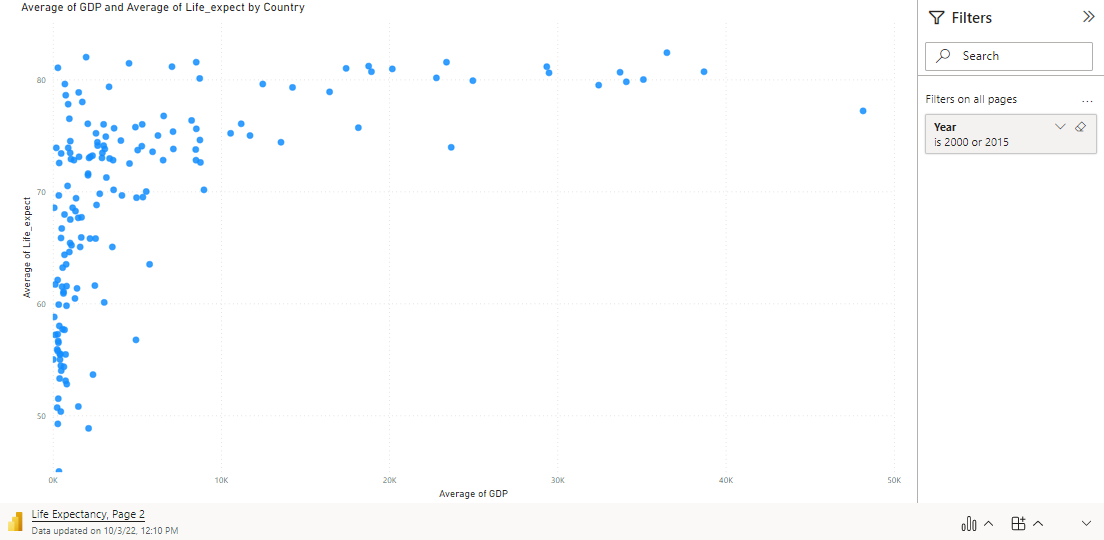 Average of GDP and Average of Life_expect by Country
Filters
Search
Filters on all pages
...
Year
is 2000 or 2015
Average of Life_expect
80
70
60
50
0K 10K 20K 30K 40K 50K
Average of GDP
Life Expectancy, Page 2
Data updated on 10/3/22, 12:10 PM